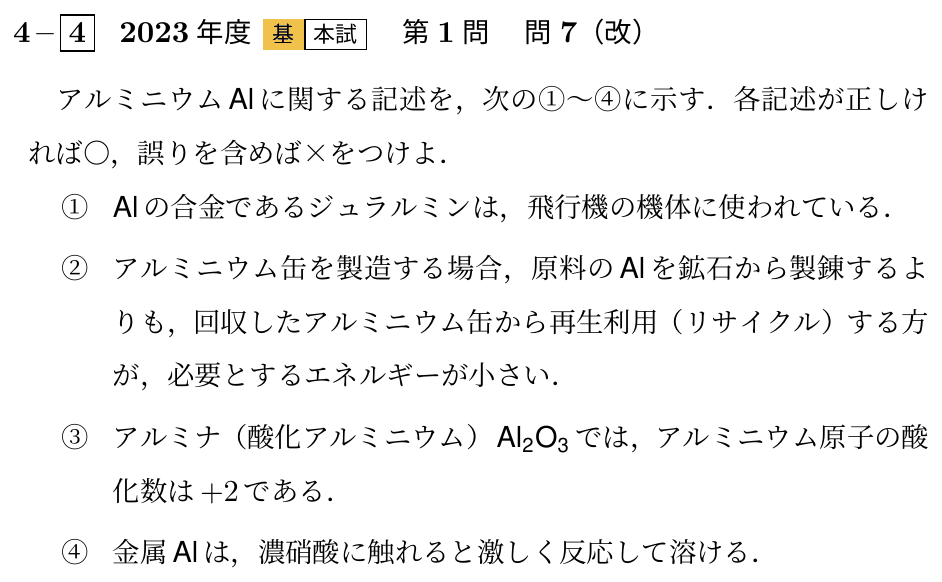 4－4 2023年度 基 本試 第1問 問7（改）
アルミニウムAlに関する記述を，次の①～④に示す．各記述が正しけ
れば○，誤りを含めば×をつけよ．
① Alの合金であるジュラルミンは，飛行機の機体に使われている．
② アルミニウム缶を製造する場合，原料のAlを鉱石から製錬するよ
りも，回収したアルミニウム缶から再生利用（リサイクル）する方
が，必要とするエネルギーが小さい．
③ アルミナ（酸化アルミニウム）Al₂O₃では，アルミニウム原子の酸
化数は+2である．
④ 金属Alは，濃硝酸に触れると激しく反応して溶ける．